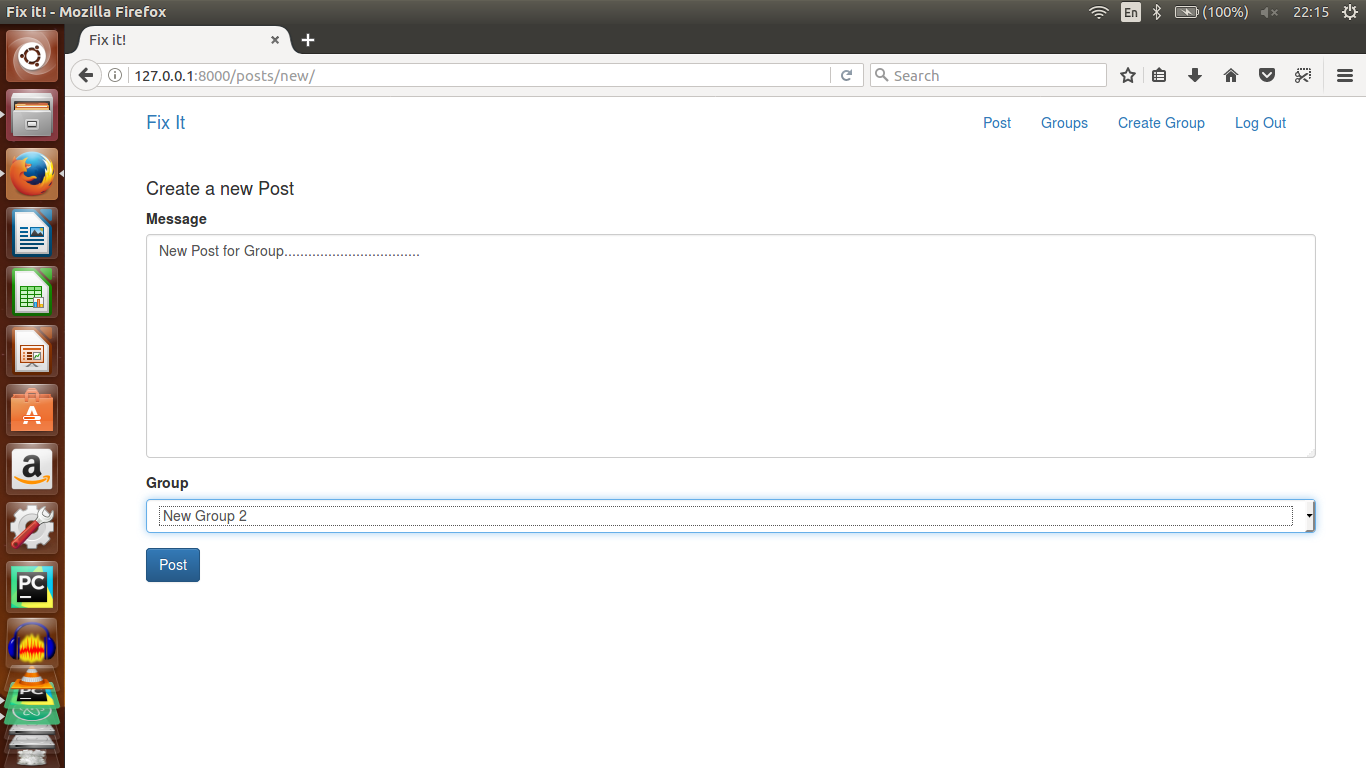 Fix it! - Mozilla Firefox
En
(100%)
22:15
Fix it!
127.0.0.1:8000/posts/new/
Search
Fix It
Post
Groups
Create Group
Log Out
Create a new Post
Message
New Post for Group..................................
Group
New Group 2
Post
A
a
PC
PC